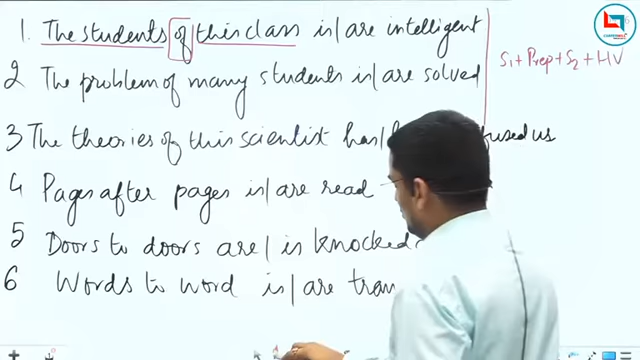 1. The students of this class is/are intelligent
S1 + Prep + S2 + HV
2 The problem of many students is/are solved
3 The theories of this scientist has/ us
4 Pages after pages is/are read
5 Doors to doors are/is knocked
6 Words to word is/are